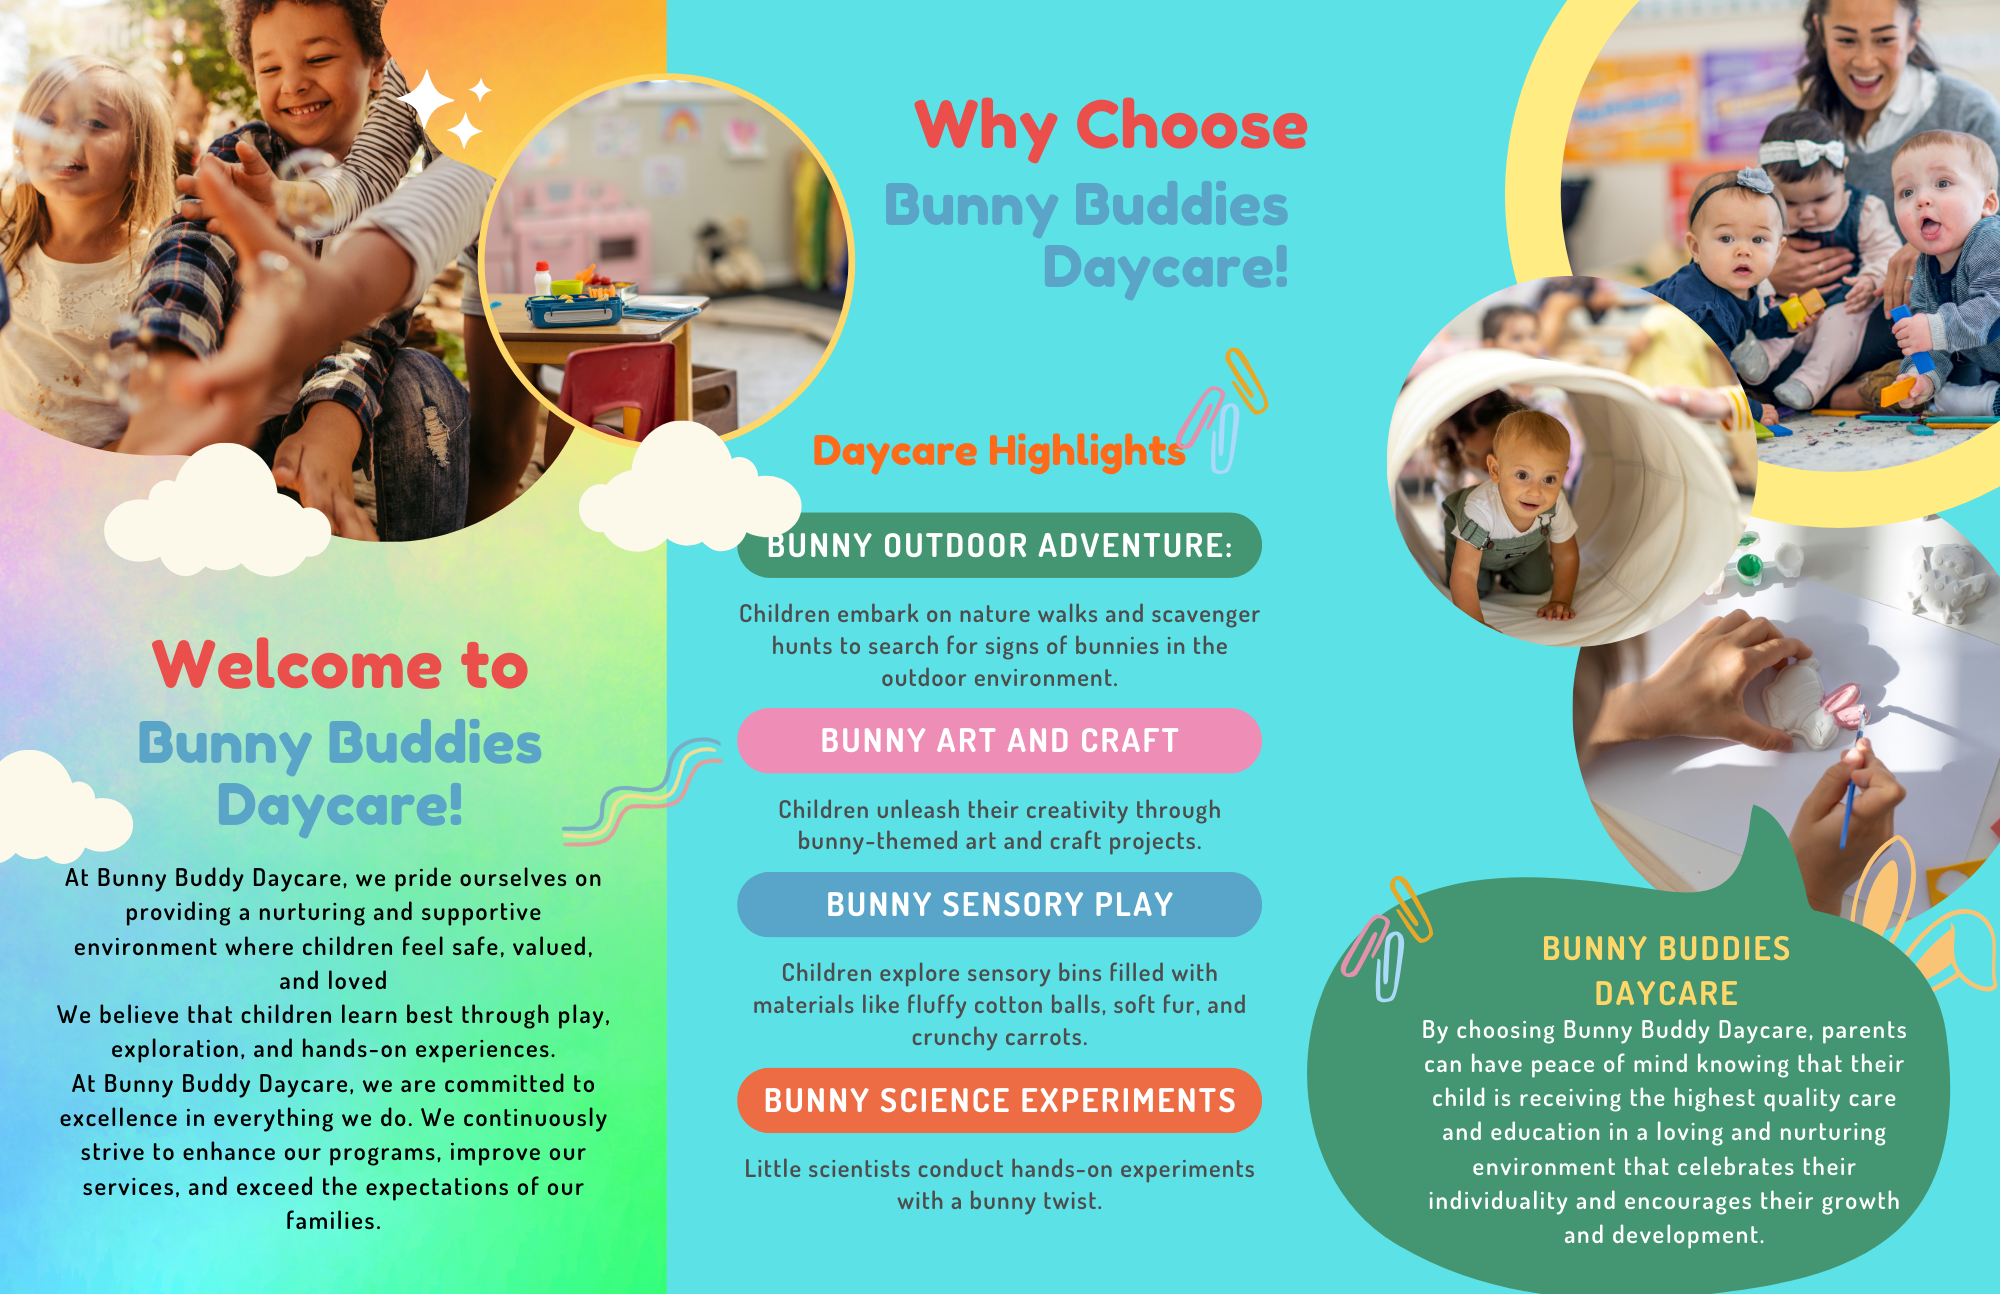 Welcome to
Bunny Buddies
Daycare!
At Bunny Buddy Daycare, we pride ourselves on
providing a nurturing and supportive
environment where children feel safe, valued,
and loved
We believe that children learn best through play,
exploration, and hands-on experiences.
At Bunny Buddy Daycare, we are committed to
excellence in everything we do. We continuously
strive to enhance our programs, improve our
services, and exceed the expectations of our
families.
Why Choose
Bunny Buddies
Daycare!
Daycare Highlights
BUNNY OUTDOOR ADVENTURE:
Children embark on nature walks and scavenger
hunts to search for signs of bunnies in the
outdoor environment.
BUNNY ART AND CRAFT
Children unleash their creativity through
bunny-themed art and craft projects.
BUNNY SENSORY PLAY
Children explore sensory bins filled with
materials like fluffy cotton balls, soft fur, and
crunchy carrots.
BUNNY SCIENCE EXPERIMENTS
Little scientists conduct hands-on experiments
with a bunny twist.
BUNNY BUDDIES
DAYCARE
By choosing Bunny Buddy Daycare, parents
can have peace of mind knowing that their
child is receiving the highest quality care
and education in a loving and nurturing
environment that celebrates their
individuality and encourages their growth
and development.